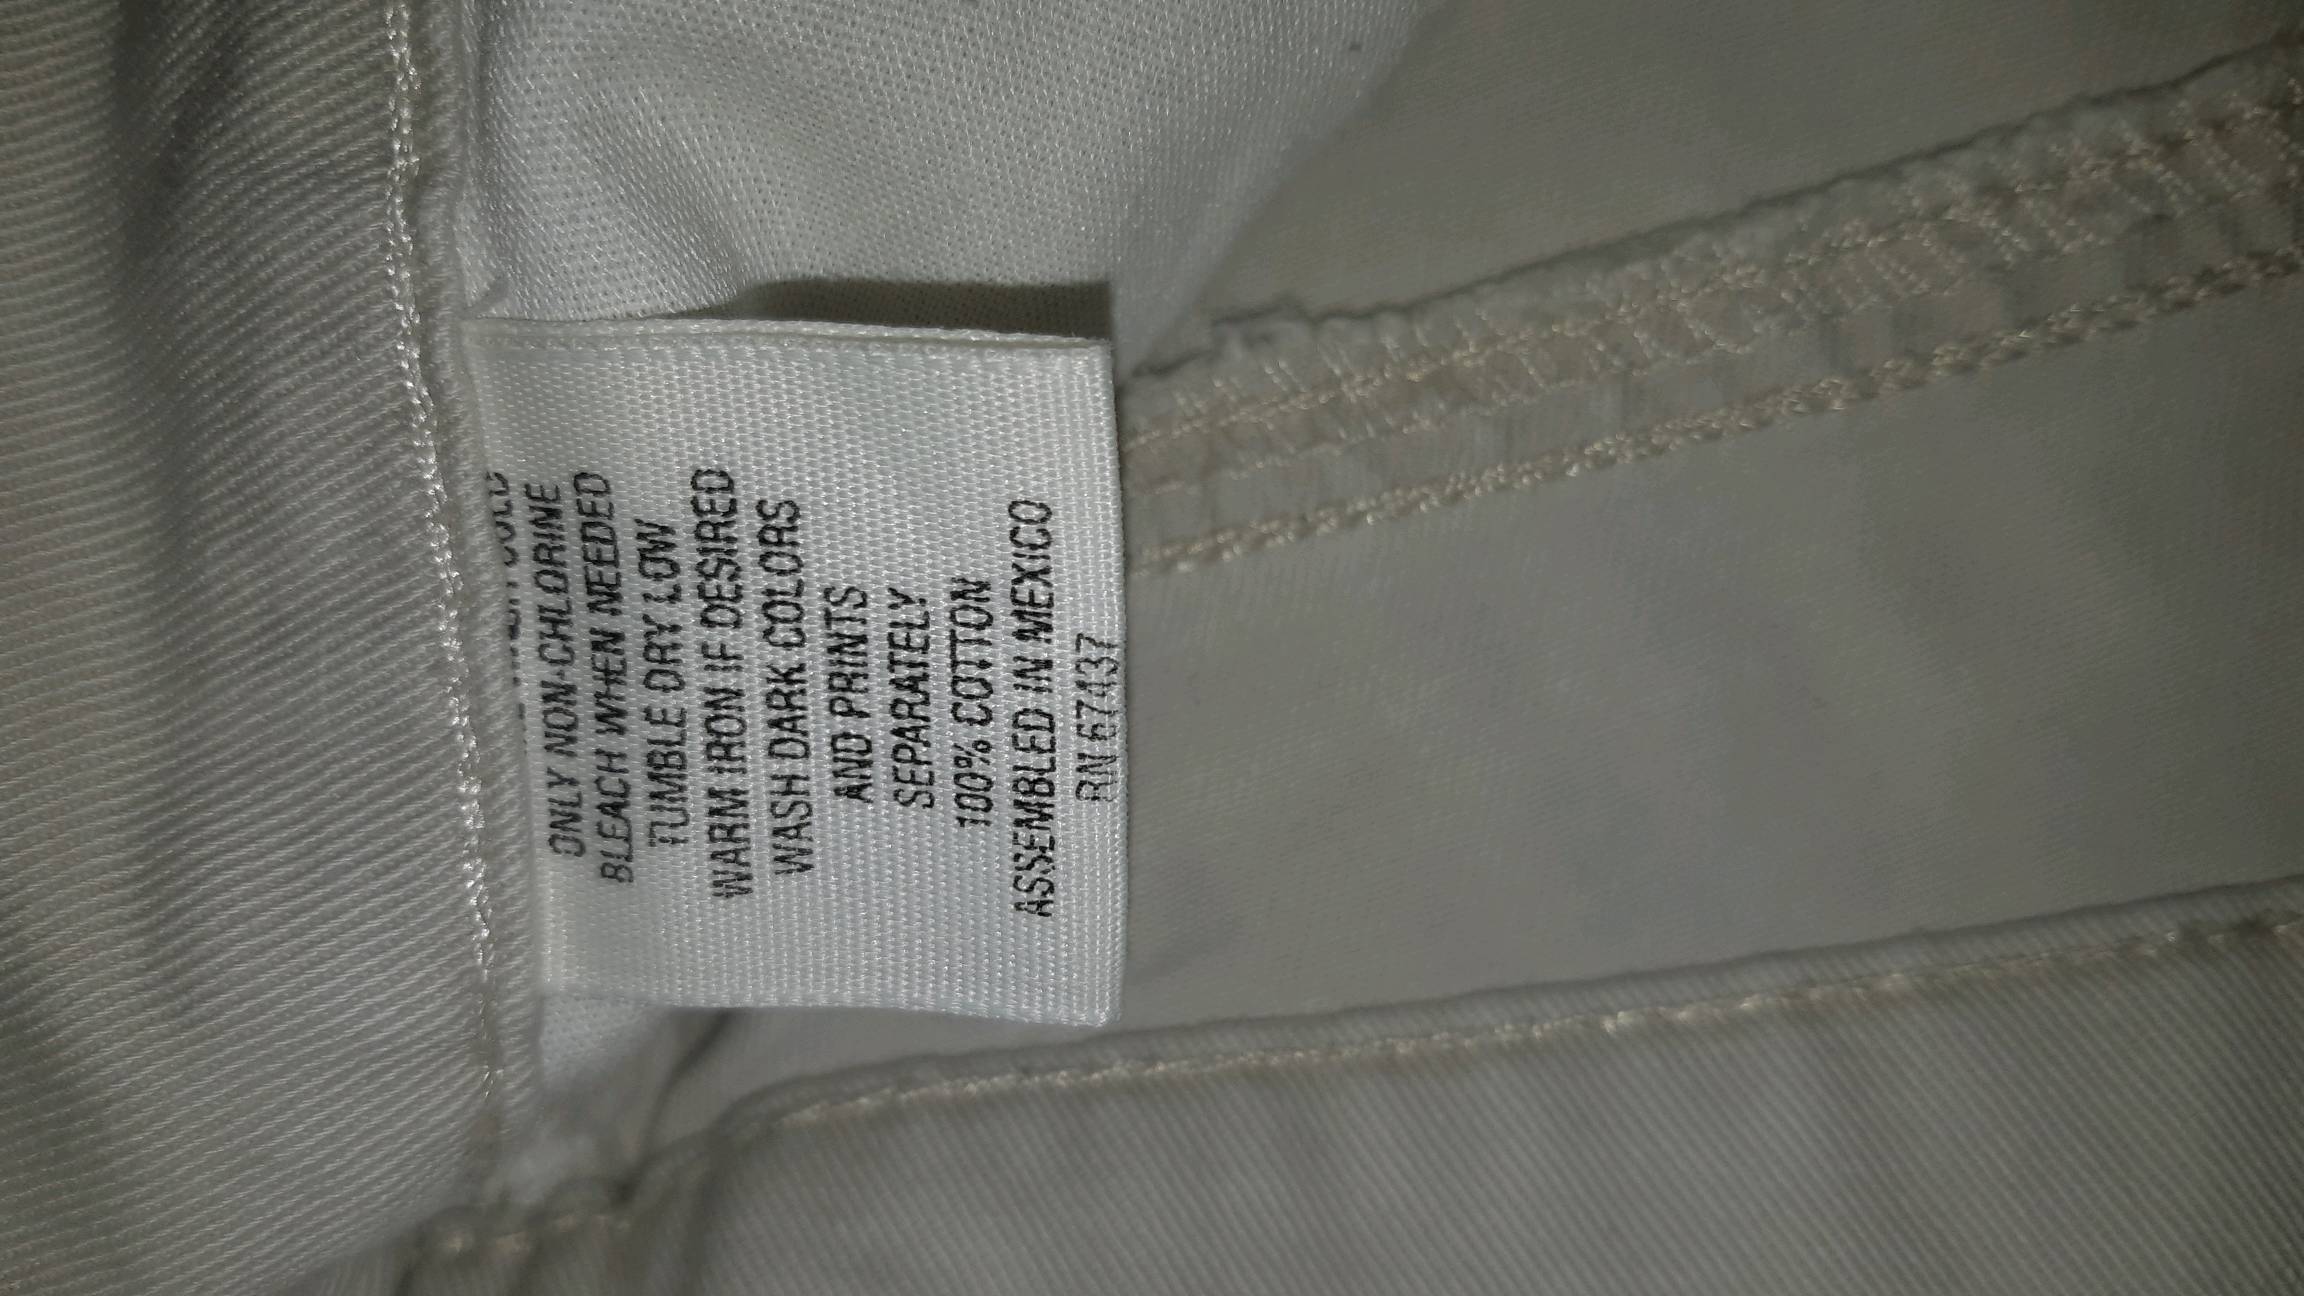 ONLY NON-CHLORINE
BLEACH WHEN NEEDED
TUMBLE DRY LOW
WARM IRON IF DESIRED
WASH DARK COLORS
AND PRINTS
SEPARATELY
100% COTTON
ASSEMBLED IN MEXICO
RN 67437